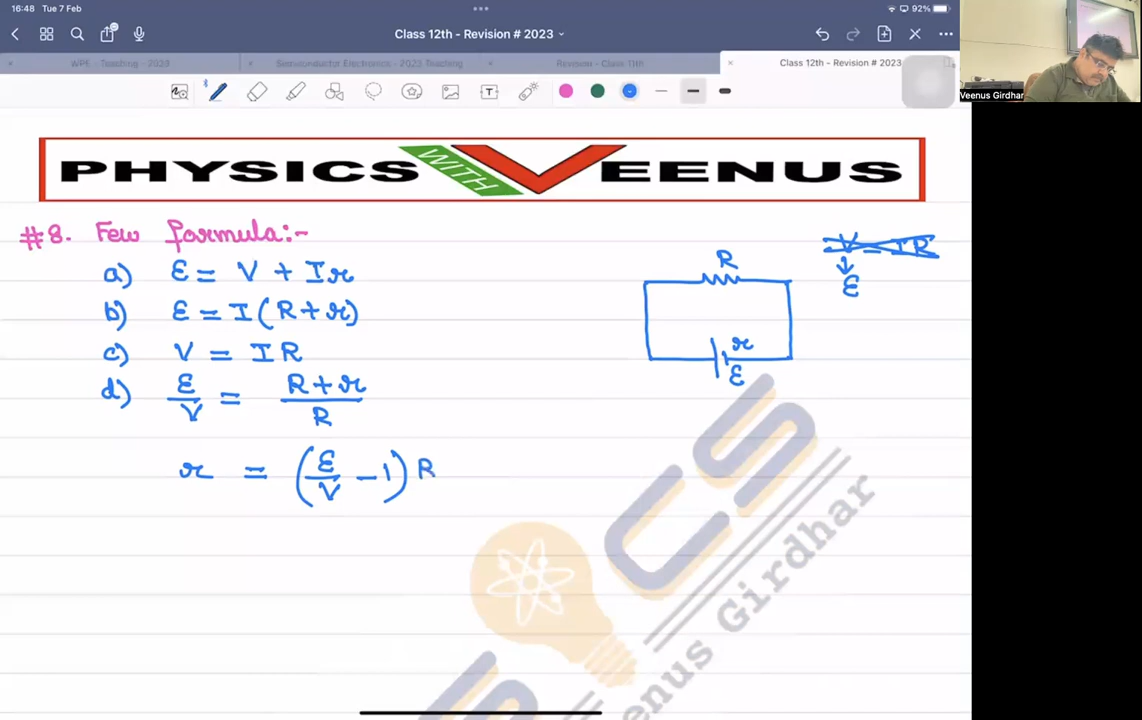 16:48 Tue 7 Feb
92%
Class 12th - Revision # 2023
WPE - Teaching - 2023
Semiconductor Electronics - 2023 Teaching
Revision - Class 11th
Class 12th - Revision # 2023
Veenus Girdhar
PHYSICS WITH VEENUS
#8. Few formula:-
a) ε = V + Ir
b) ε = I (R + r)
c) V = IR
d) ε/V = (R + r)/R
r = (ε/V - 1) R
V = IR
ε
R
r
ε
CS
Veenus Girdhar